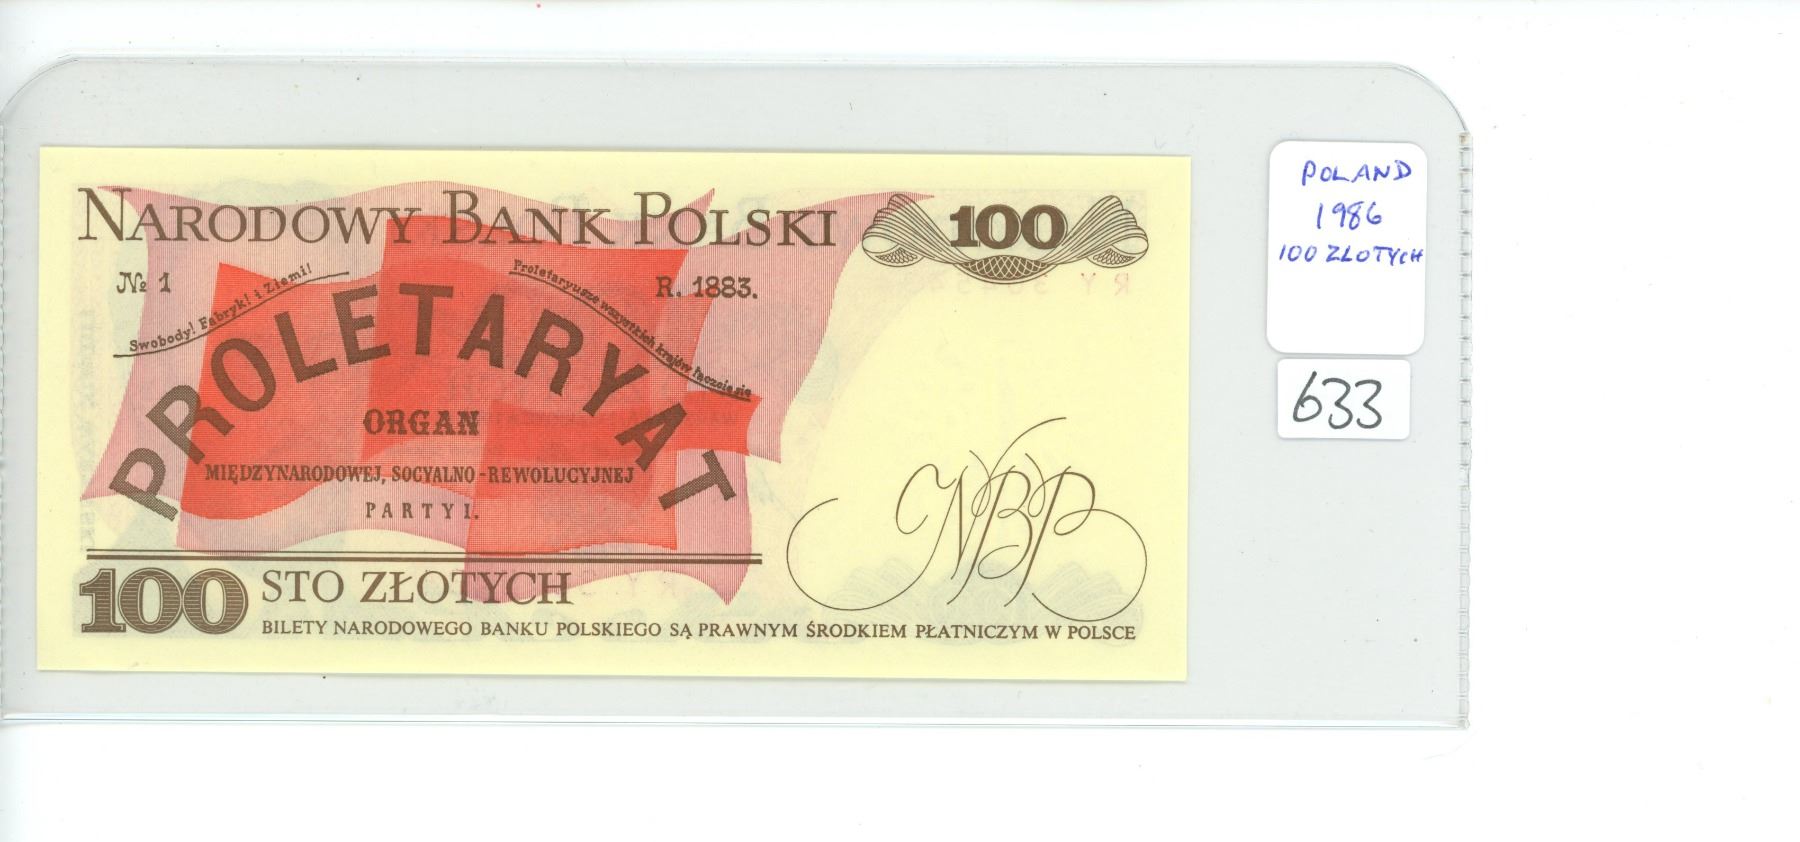 NARODOWY BANK POLSKI
100
№ 1
R. 1883.
Swobody! Fabryk! i Ziemi!
Proletaryusze wszystkich krajów łączcie się
PROLETARYAT
ORGAN
MIĘDZYNARODOWEJ, SOCYALNO-REWOLUCYJNEJ
PARTYI.
NBP
100 STO ZŁOTYCH
BILETY NARODOWEGO BANKU POLSKIEGO SĄ PRAWNYM ŚRODKIEM PŁATNICZYM W POLSCE
POLAND
1986
100 ZLOTYCH
633